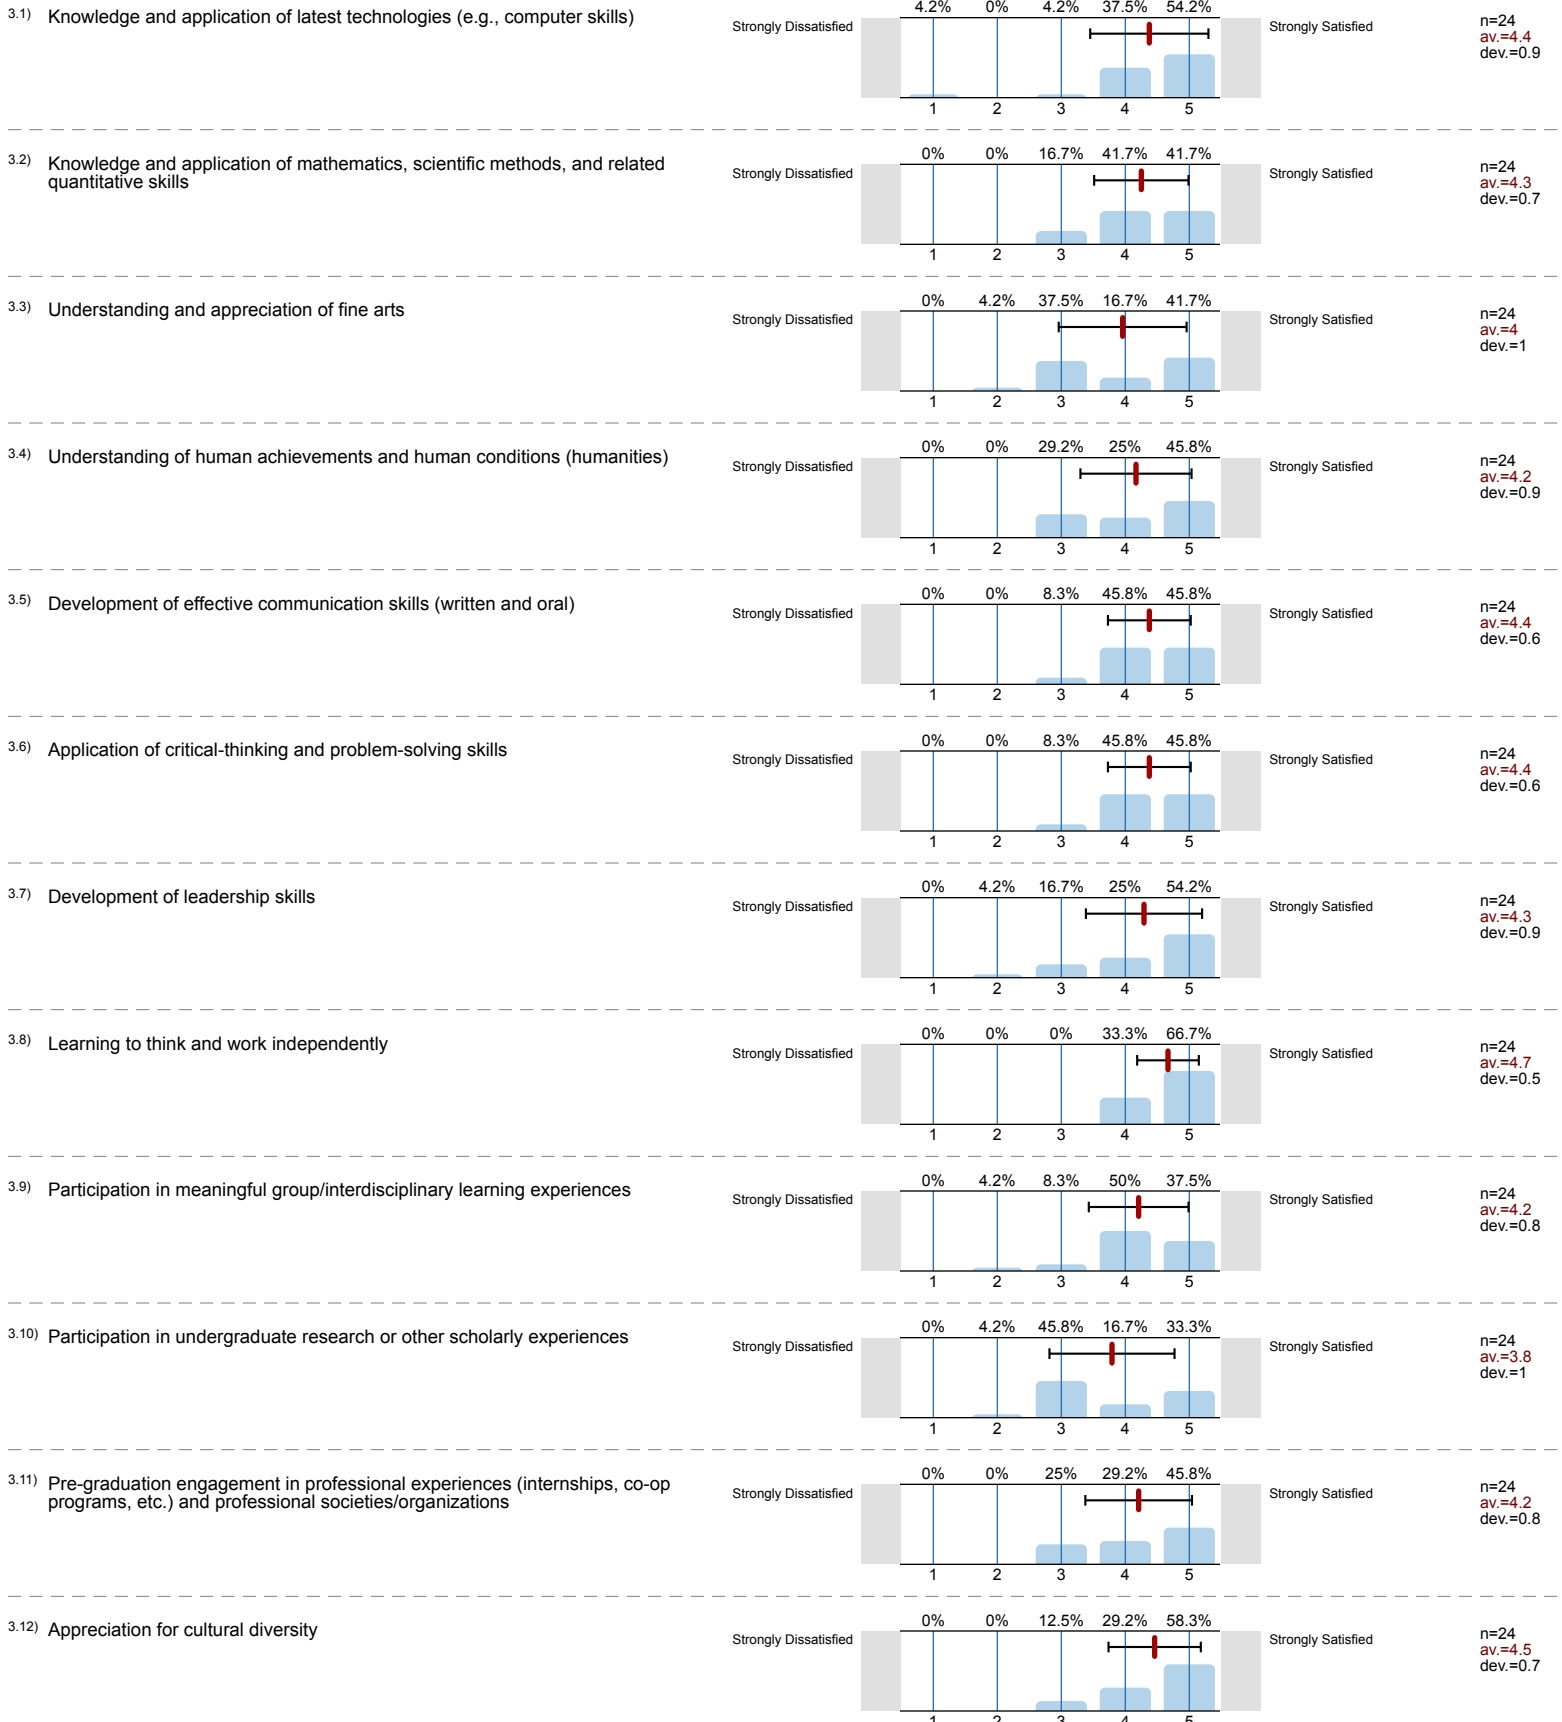 3.1) Knowledge and application of latest technologies (e.g., computer skills)
Strongly Dissatisfied
4.2% 0% 4.2% 37.5% 54.2%
1 2 3 4 5
Strongly Satisfied
n=24
av.=4.4
dev.=0.9
3.2) Knowledge and application of mathematics, scientific methods, and related
quantitative skills
Strongly Dissatisfied
0% 0% 16.7% 41.7% 41.7%
1 2 3 4 5
Strongly Satisfied
n=24
av.=4.3
dev.=0.7
3.3) Understanding and appreciation of fine arts
Strongly Dissatisfied
0% 4.2% 37.5% 16.7% 41.7%
1 2 3 4 5
Strongly Satisfied
n=24
av.=4
dev.=1
3.4) Understanding of human achievements and human conditions (humanities)
Strongly Dissatisfied
0% 0% 29.2% 25% 45.8%
1 2 3 4 5
Strongly Satisfied
n=24
av.=4.2
dev.=0.9
3.5) Development of effective communication skills (written and oral)
Strongly Dissatisfied
0% 0% 8.3% 45.8% 45.8%
1 2 3 4 5
Strongly Satisfied
n=24
av.=4.4
dev.=0.6
3.6) Application of critical-thinking and problem-solving skills
Strongly Dissatisfied
0% 0% 8.3% 45.8% 45.8%
1 2 3 4 5
Strongly Satisfied
n=24
av.=4.4
dev.=0.6
3.7) Development of leadership skills
Strongly Dissatisfied
0% 4.2% 16.7% 25% 54.2%
1 2 3 4 5
Strongly Satisfied
n=24
av.=4.3
dev.=0.9
3.8) Learning to think and work independently
Strongly Dissatisfied
0% 0% 0% 33.3% 66.7%
1 2 3 4 5
Strongly Satisfied
n=24
av.=4.7
dev.=0.5
3.9) Participation in meaningful group/interdisciplinary learning experiences
Strongly Dissatisfied
0% 4.2% 8.3% 50% 37.5%
1 2 3 4 5
Strongly Satisfied
n=24
av.=4.2
dev.=0.8
3.10) Participation in undergraduate research or other scholarly experiences
Strongly Dissatisfied
0% 4.2% 45.8% 16.7% 33.3%
1 2 3 4 5
Strongly Satisfied
n=24
av.=3.8
dev.=1
3.11) Pre-graduation engagement in professional experiences (internships, co-op
programs, etc.) and professional societies/organizations
Strongly Dissatisfied
0% 0% 25% 29.2% 45.8%
1 2 3 4 5
Strongly Satisfied
n=24
av.=4.2
dev.=0.8
3.12) Appreciation for cultural diversity
Strongly Dissatisfied
0% 0% 12.5% 29.2% 58.3%
1 2 3 4 5
Strongly Satisfied
n=24
av.=4.5
dev.=0.7